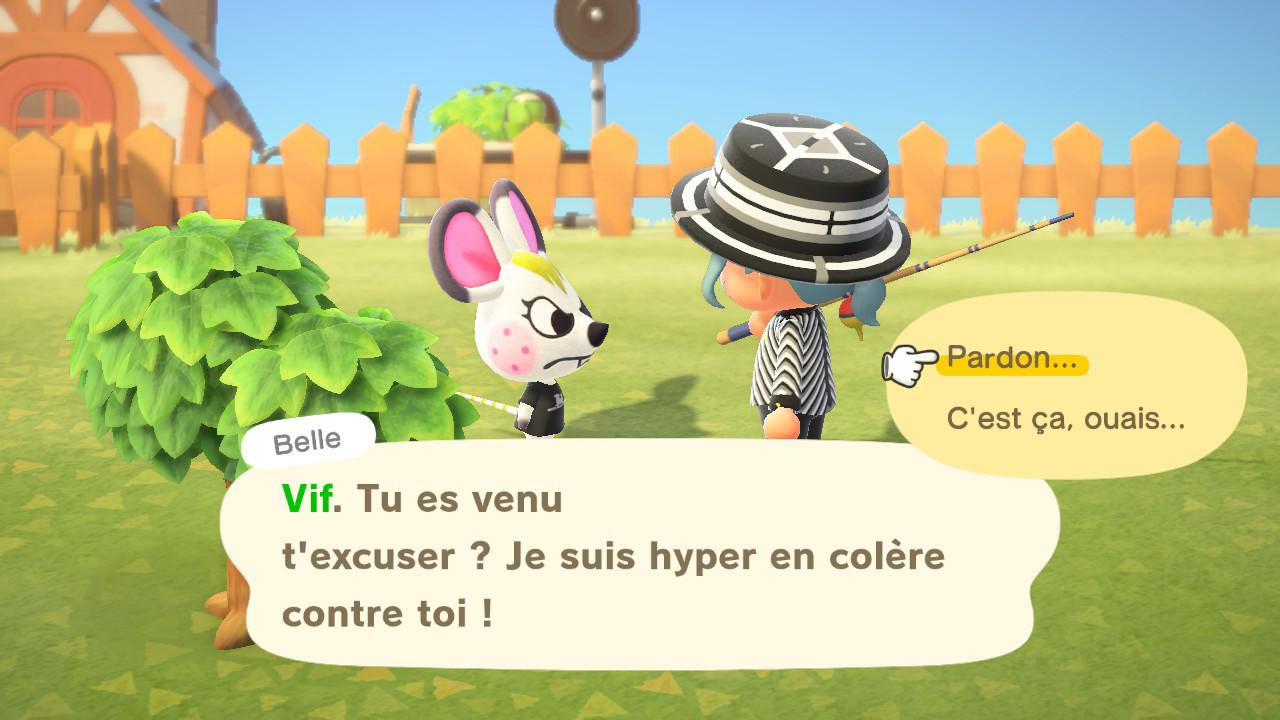 Belle
Vif. Tu es venu
t'excuser ? Je suis hyper en colère
contre toi !
Pardon...
C'est ça, ouais...